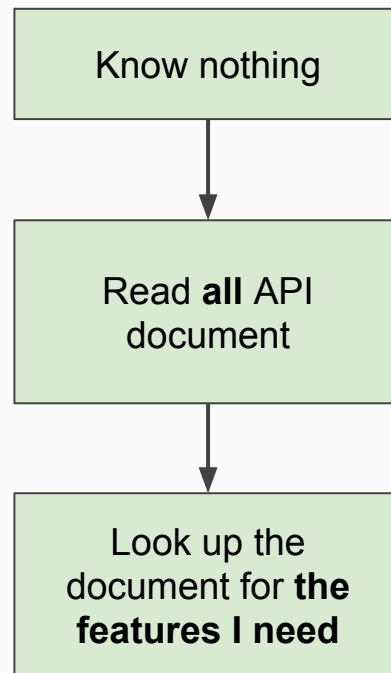 Know nothing
Read all API
document
Look up the
document for the
features I need